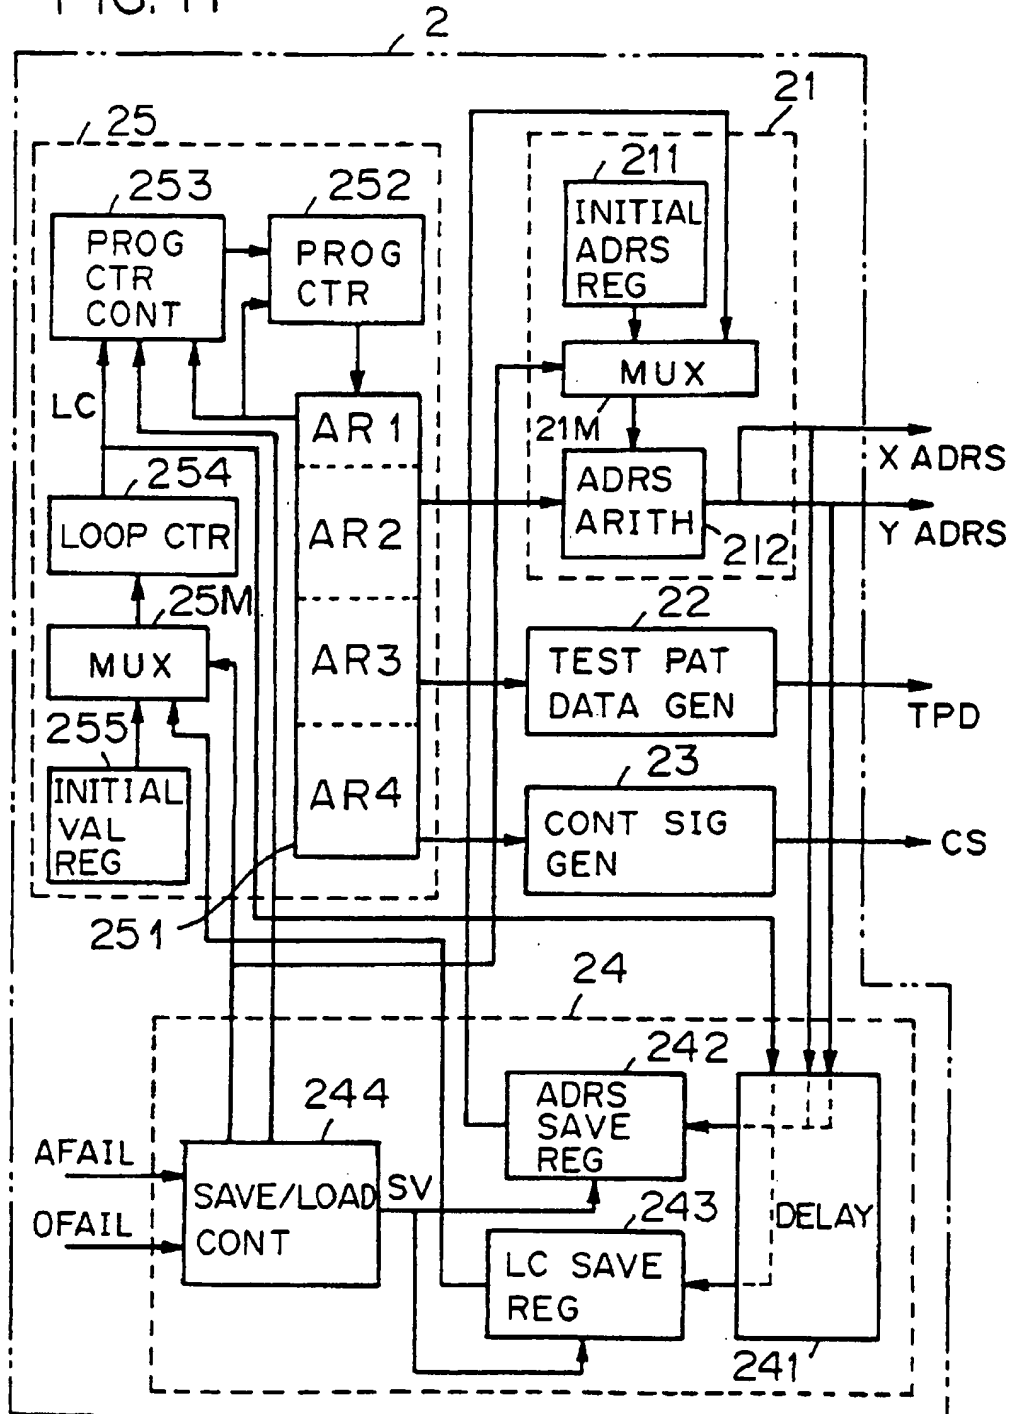 FIG. 11
2
21
25
253
252
211
PROG
CTR
CONT
PROG
CTR
INITIAL
ADRS
REG
MUX
LC
AR1
21M
X ADRS
254
ADRS
ARITH
LOOP CTR
AR2
Y ADRS
212
25M
22
MUX
AR3
TEST PAT
DATA GEN
TPD
255
23
INITIAL
VAL
REG
AR4
CONT SIG
GEN
CS
251
24
242
244
ADRS
SAVE
REG
AFAIL
SV
SAVE/LOAD
CONT
243
DELAY
OFAIL
LC SAVE
REG
241